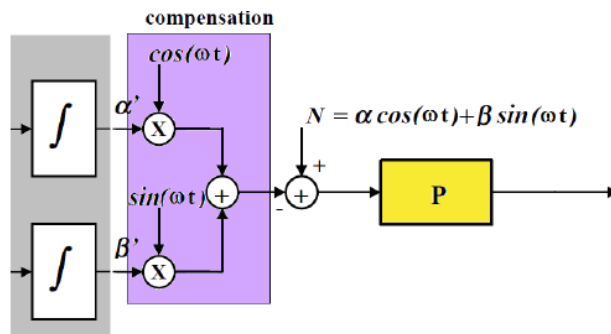 compensation
cos(ωt)
∫
α'
X
N = α cos(ωt)+β sin(ωt)
+
P
+
+
-
sin(ωt)
∫
β'
X